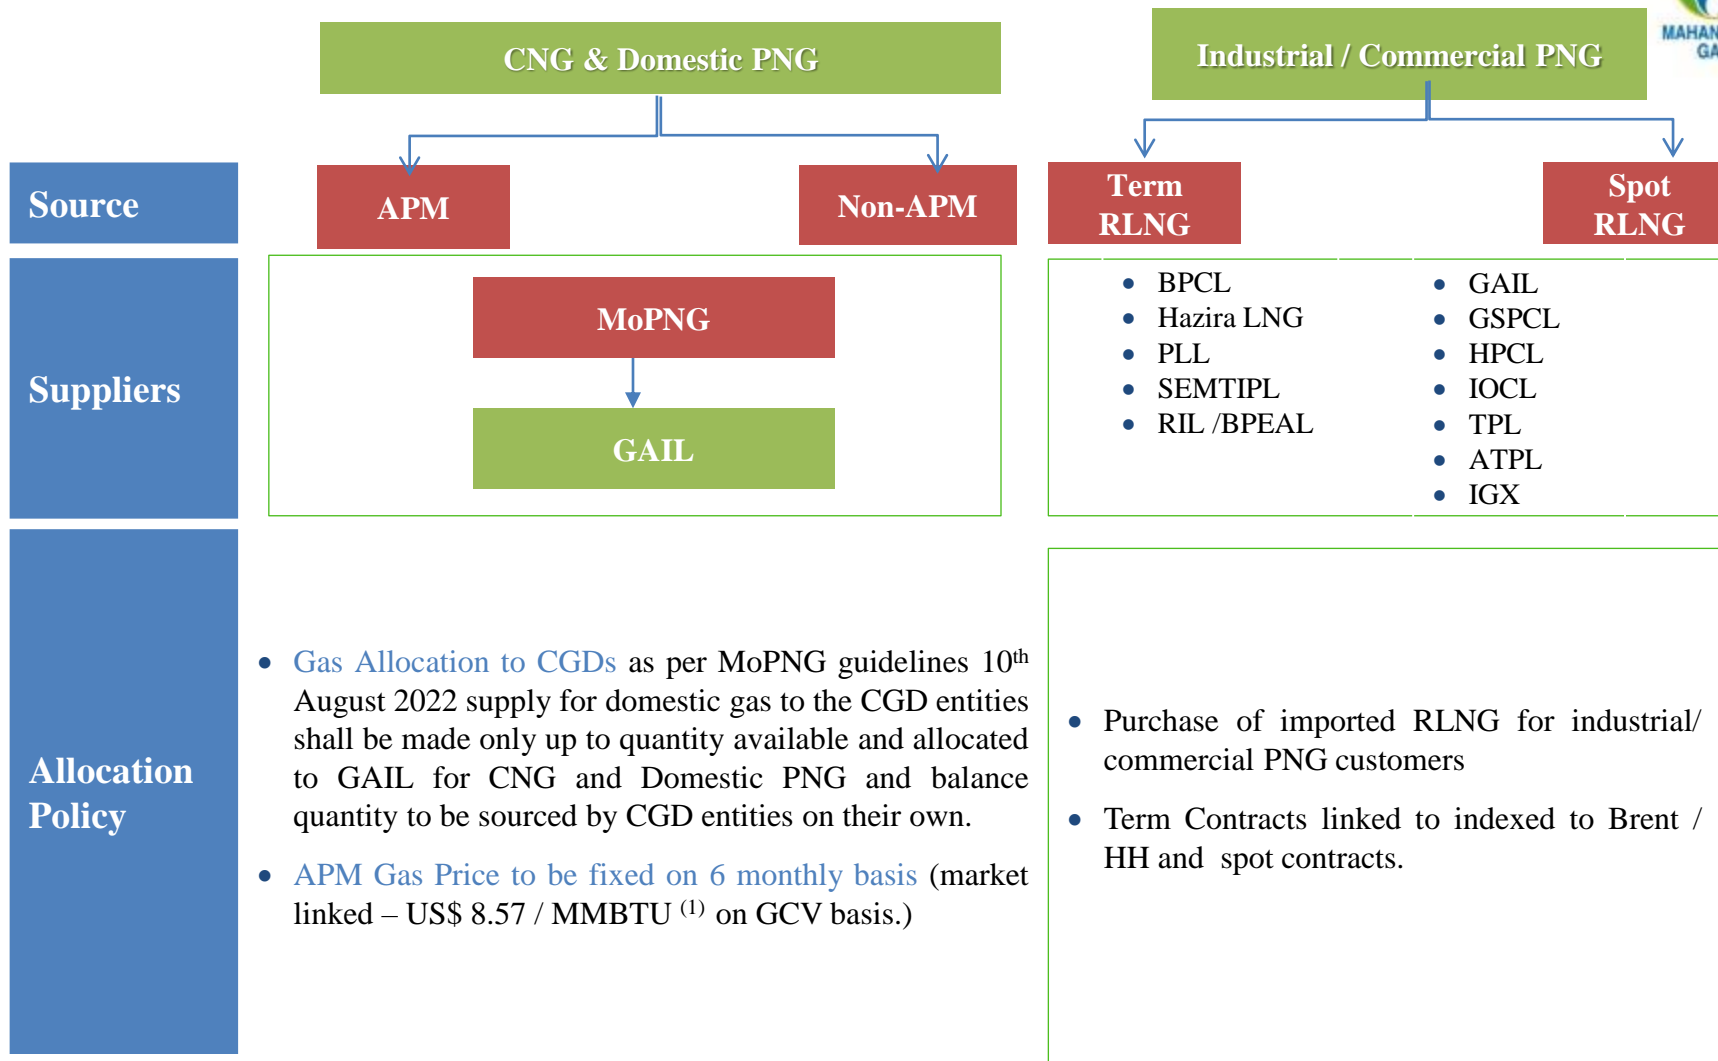 CNG & Domestic PNG
Industrial / Commercial PNG
Source
APM
Non-APM
Term
RLNG
Spot
RLNG
Suppliers
MoPNG
GAIL
• BPCL
• Hazira LNG
• PLL
• SEMTIPL
• RIL /BPEAL
• GAIL
• GSPCL
• HPCL
• IOCL
• TPL
• ATPL
• IGX
Allocation
Policy
• Gas Allocation to CGDs as per MoPNG guidelines 10th
August 2022 supply for domestic gas to the CGD entities
shall be made only up to quantity available and allocated
to GAIL for CNG and Domestic PNG and balance
quantity to be sourced by CGD entities on their own.
• APM Gas Price to be fixed on 6 monthly basis (market
linked – US$ 8.57 / MMBTU (1) on GCV basis.)
• Purchase of imported RLNG for industrial/
commercial PNG customers
• Term Contracts linked to indexed to Brent /
HH and spot contracts.